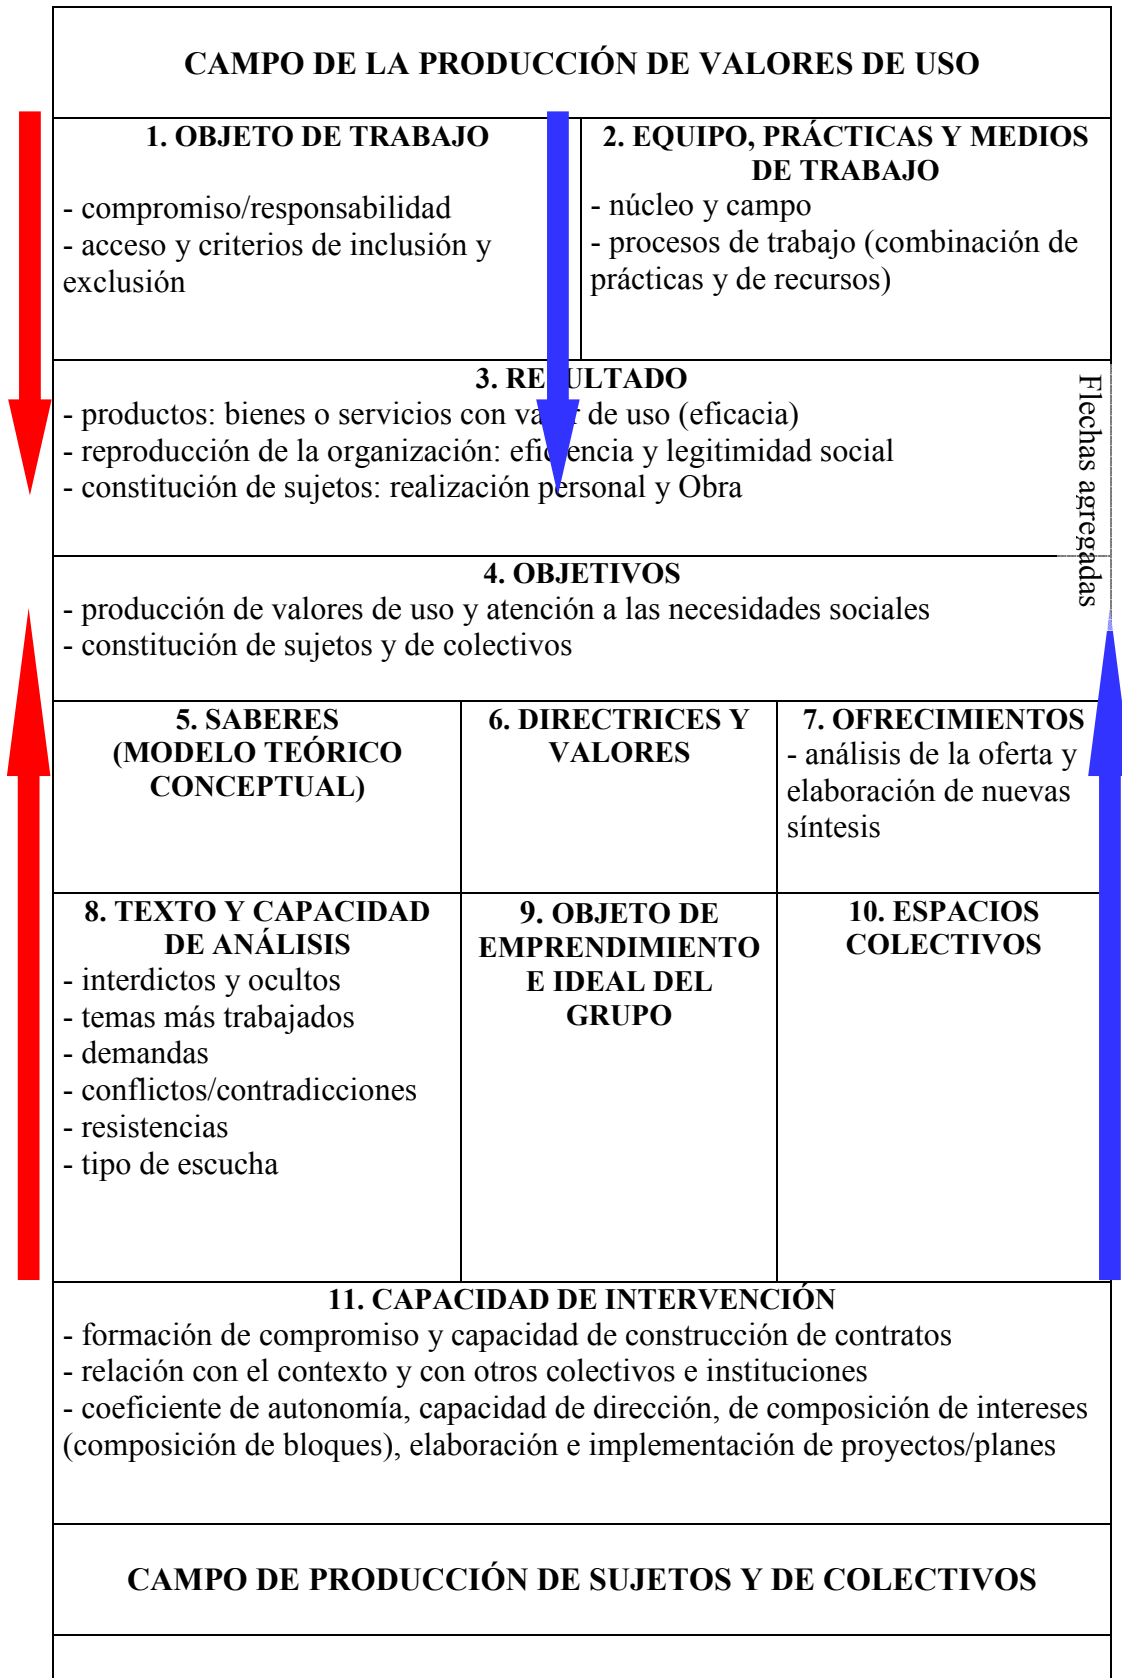 CAMPO DE LA PRODUCCIÓN DE VALORES DE USO
1. OBJETO DE TRABAJO
- compromiso/responsabilidad
- acceso y criterios de inclusión y
exclusión
2. EQUIPO, PRÁCTICAS Y MEDIOS
DE TRABAJO
- núcleo y campo
- procesos de trabajo (combinación de
prácticas y de recursos)
3. RESULTADO
- productos: bienes o servicios con valor de uso (eficacia)
- reproducción de la organización: eficiencia y legitimidad social
- constitución de sujetos: realización personal y Obra
Flechas agregadas
4. OBJETIVOS
- producción de valores de uso y atención a las necesidades sociales
- constitución de sujetos y de colectivos
5. SABERES
(MODELO TEÓRICO
CONCEPTUAL)
6. DIRECTRICES Y
VALORES
7. OFRECIMIENTOS
- análisis de la oferta y
elaboración de nuevas
síntesis
8. TEXTO Y CAPACIDAD
DE ANÁLISIS
- interdictos y ocultos
- temas más trabajados
- demandas
- conflictos/contradicciones
- resistencias
- tipo de escucha
9. OBJETO DE
EMPRENDIMIENTO
E IDEAL DEL
GRUPO
10. ESPACIOS
COLECTIVOS
11. CAPACIDAD DE INTERVENCIÓN
- formación de compromiso y capacidad de construcción de contratos
- relación con el contexto y con otros colectivos e instituciones
- coeficiente de autonomía, capacidad de dirección, de composición de intereses
(composición de bloques), elaboración e implementación de proyectos/planes
CAMPO DE PRODUCCIÓN DE SUJETOS Y DE COLECTIVOS